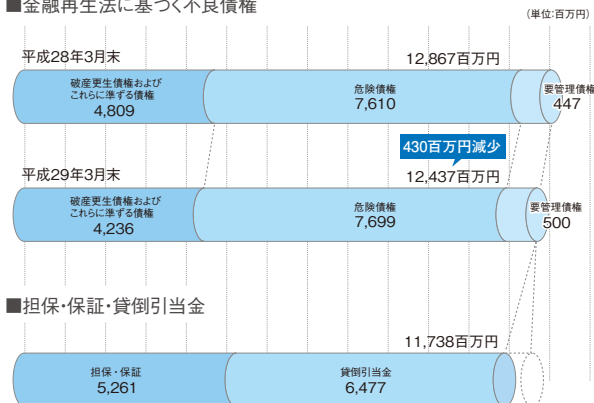 ■金融再生法に基づく不良債権
(単位:百万円)
平成28年3月末
12,867百万円
破産更生債権および
これらに準ずる債権
4,809
危険債権
7,610
要管理債権
447
430百万円減少
平成29年3月末
12,437百万円
破産更生債権および
これらに準ずる債権
4,236
危険債権
7,699
要管理債権
500
■担保・保証・貸倒引当金
11,738百万円
担保・保証
5,261
貸倒引当金
6,477